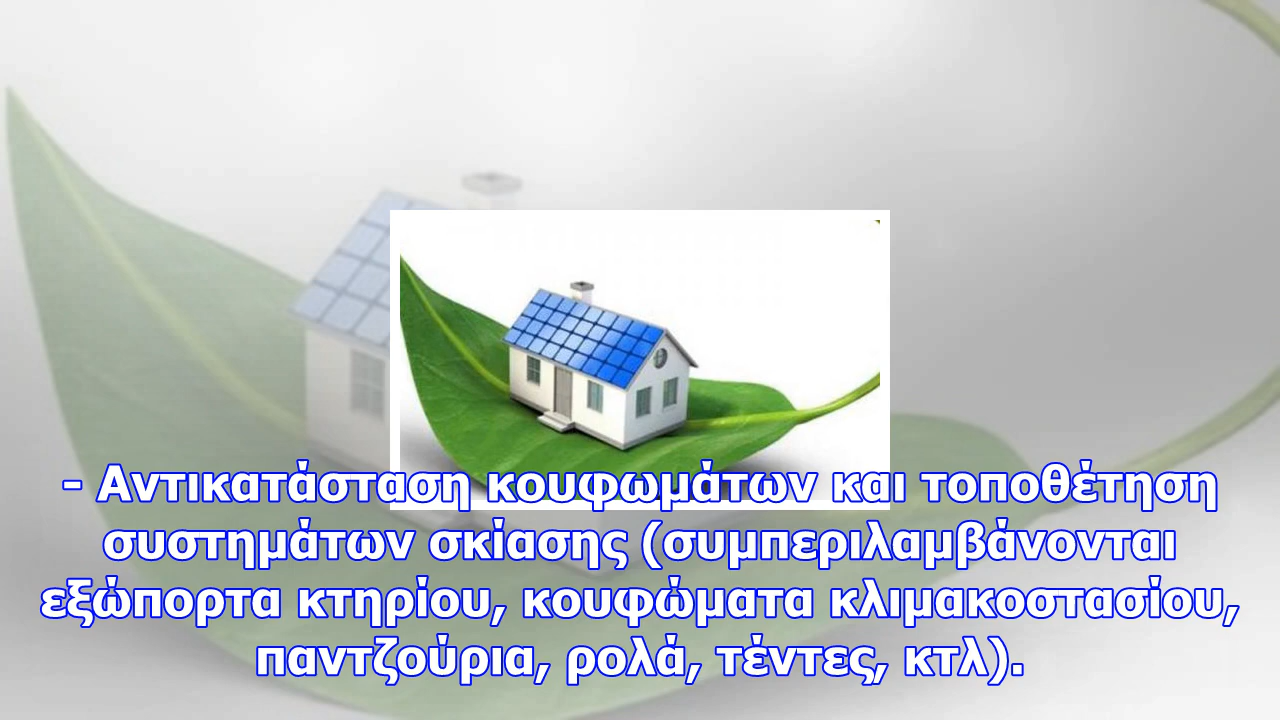 - Αντικατάσταση κουφωμάτων και τοποθέτηση
συστημάτων σκίασης (συμπεριλαμβάνονται
εξώπορτα κτηρίου, κουφώματα κλιμακοστασίου,
παντζούρια, ρολά, τέντες, κτλ).